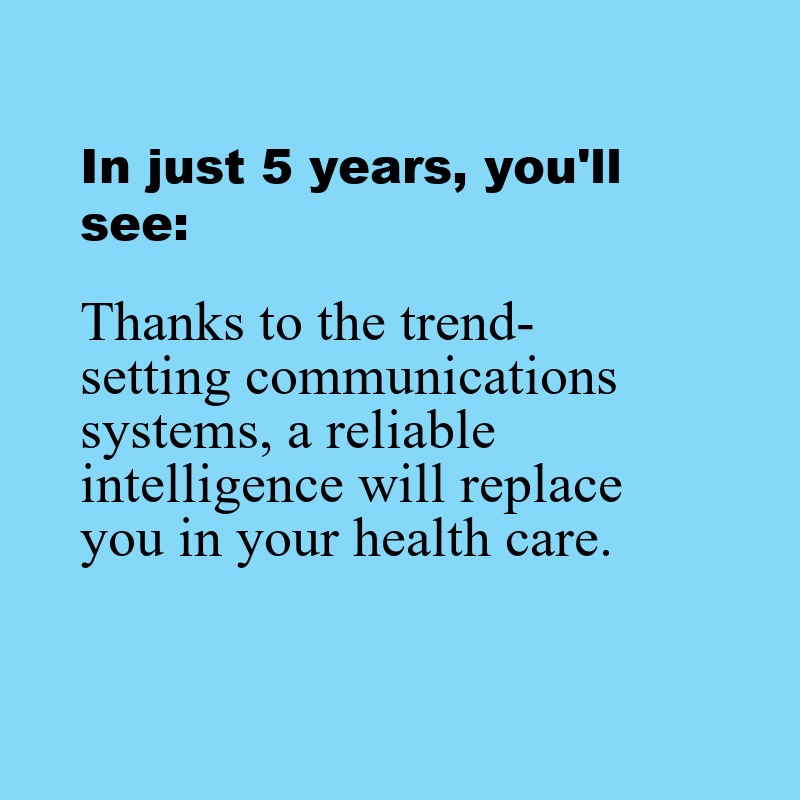 In just 5 years, you'll
see:
Thanks to the trend-
setting communications
systems, a reliable
intelligence will replace
you in your health care.